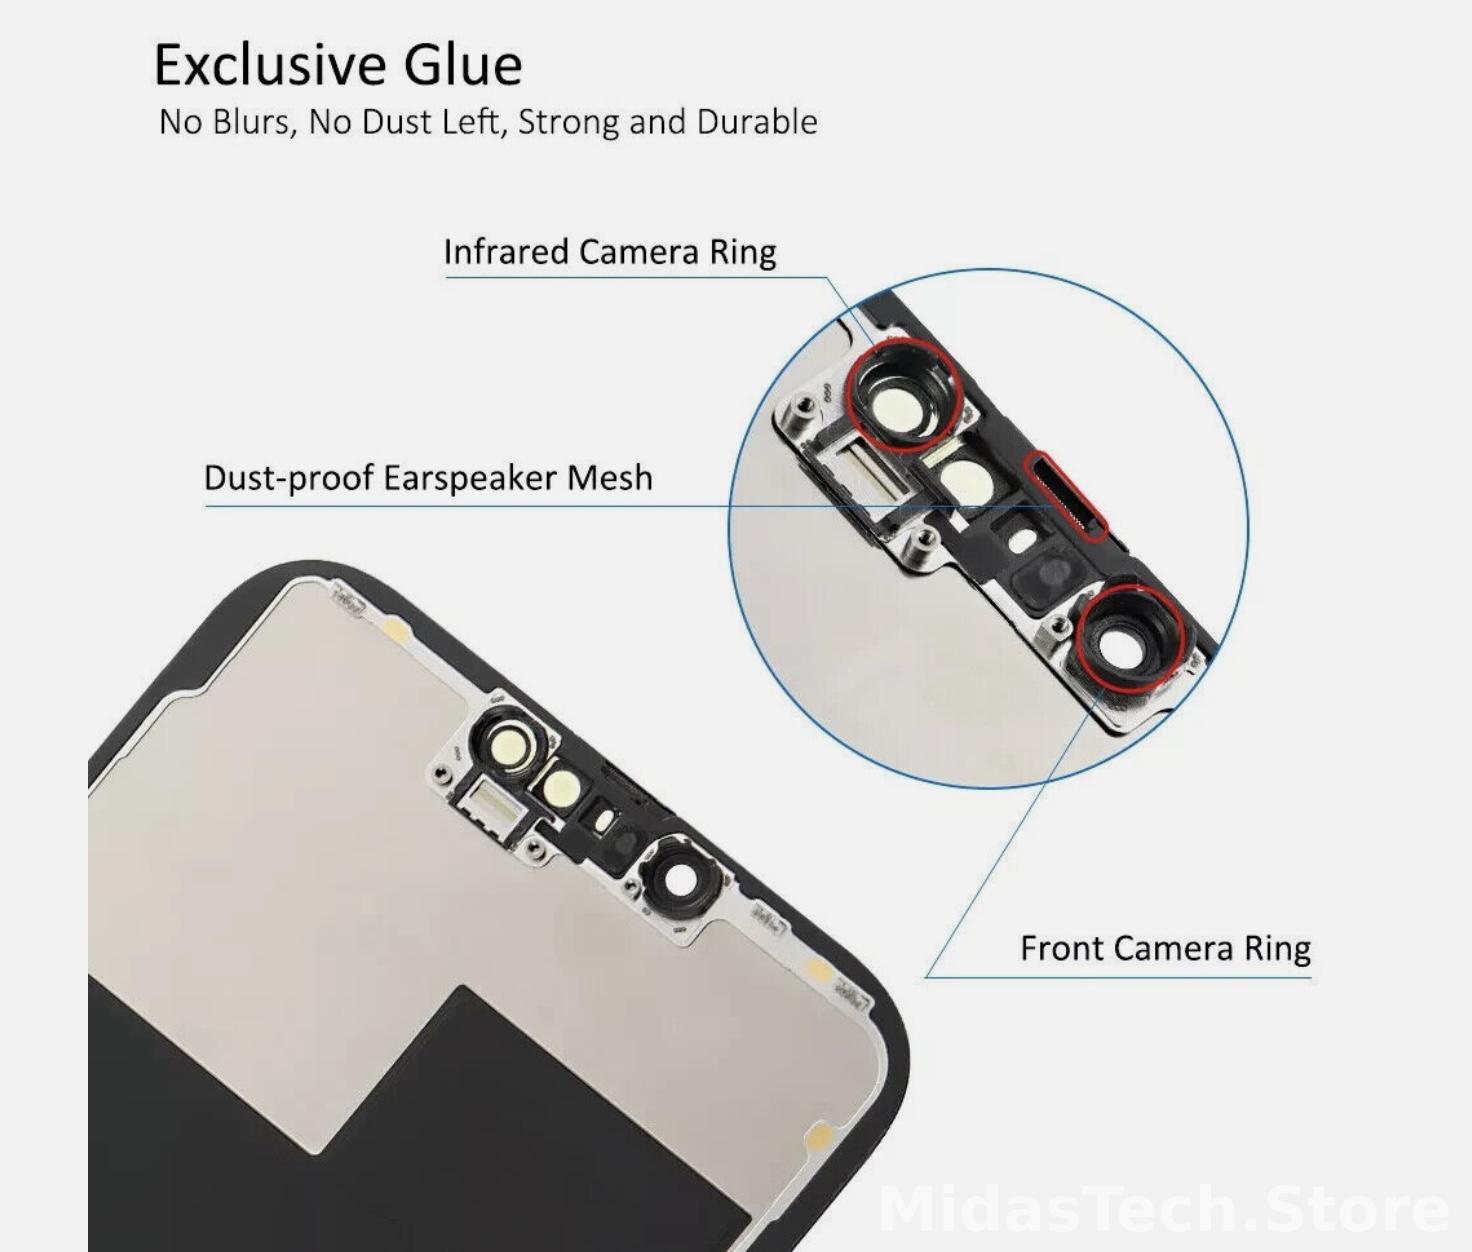 Exclusive Glue
No Blurs, No Dust Left, Strong and Durable
Infrared Camera Ring
Dust-proof Earspeaker Mesh
Front Camera Ring
MidasTech.Store